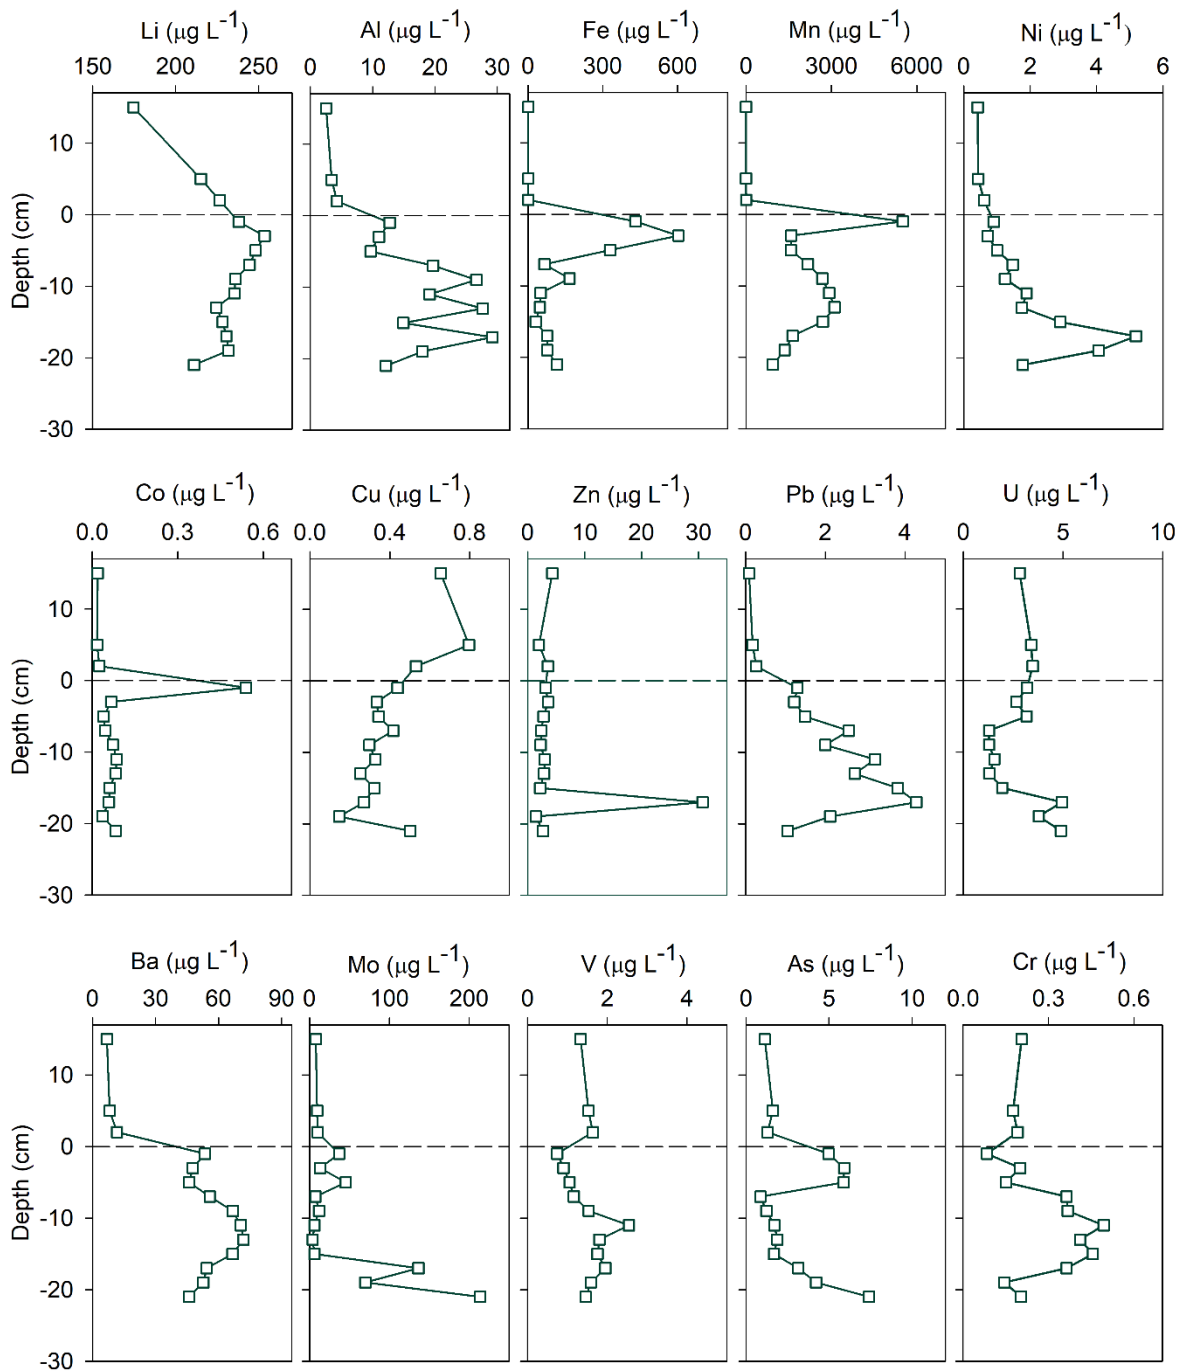 Li (μg L⁻¹) Al (μg L⁻¹) Fe (μg L⁻¹) Mn (μg L⁻¹) Ni (μg L⁻¹)
150 200 250 0 10 20 30 0 300 600 0 3000 6000 0 2 4 6
10
0
-10
-20
-30
Depth (cm)
Co (μg L⁻¹) Cu (μg L⁻¹) Zn (μg L⁻¹) Pb (μg L⁻¹) U (μg L⁻¹)
0.0 0.3 0.6 0.0 0.4 0.8 0 10 20 30 0 2 4 0 5 10
10
0
-10
-20
-30
Depth (cm)
Ba (μg L⁻¹) Mo (μg L⁻¹) V (μg L⁻¹) As (μg L⁻¹) Cr (μg L⁻¹)
0 30 60 90 0 100 200 0 2 4 0 5 10 0.0 0.3 0.6
10
0
-10
-20
-30
Depth (cm)